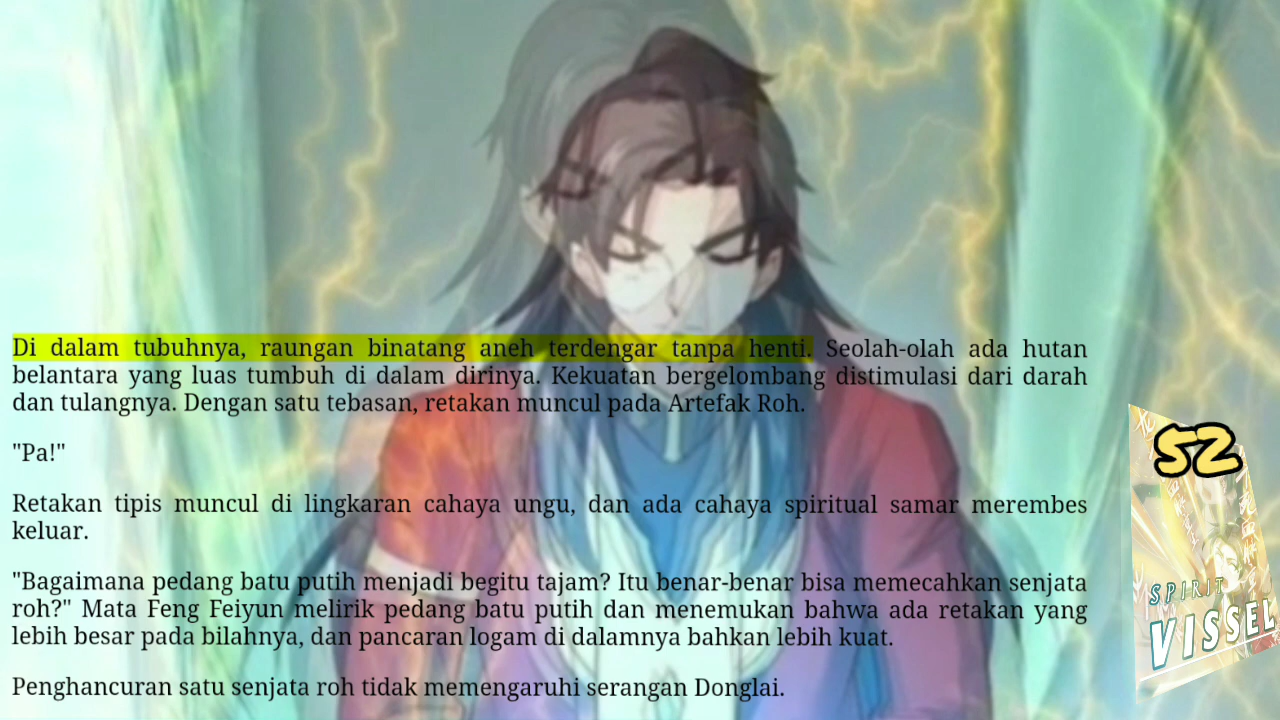 Di dalam tubuhnya, raungan binatang aneh terdengar tanpa henti. Seolah-olah ada hutan
belantara yang luas tumbuh di dalam dirinya. Kekuatan bergelombang distimulasi dari darah
dan tulangnya. Dengan satu tebasan, retakan muncul pada Artefak Roh.
"Pa!"
Retakan tipis muncul di lingkaran cahaya ungu, dan ada cahaya spiritual samar merembes
keluar.
"Bagaimana pedang batu putih menjadi begitu tajam? Itu benar-benar bisa memecahkan senjata
roh?" Mata Feng Feiyun melirik pedang batu putih dan menemukan bahwa ada retakan yang
lebih besar pada bilahnya, dan pancaran logam di dalamnya bahkan lebih kuat.
Penghancuran satu senjata roh tidak memengaruhi serangan Donglai.
SZ
SPIRIT
VISSEL